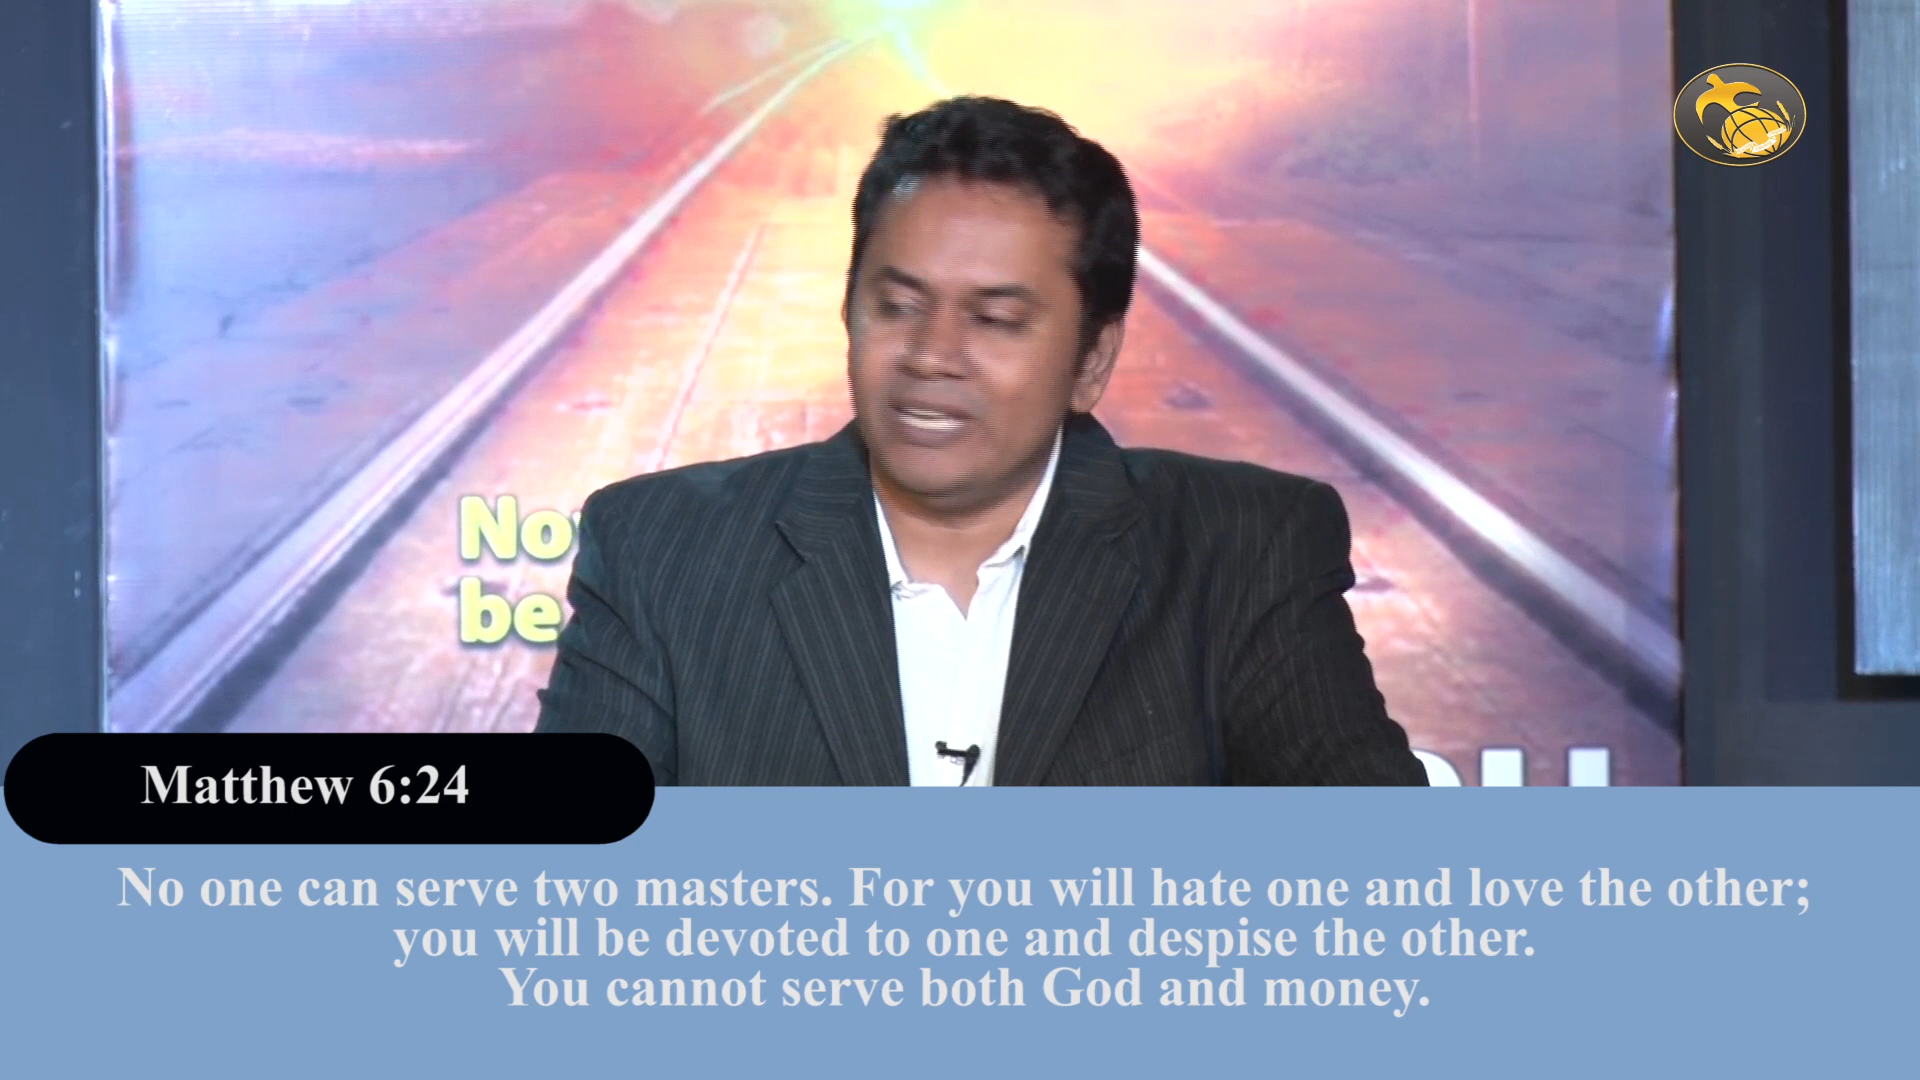 be
Matthew 6:24
No one can serve two masters. For you will hate one and love the other;
you will be devoted to one and despise the other.
You cannot serve both God and money.